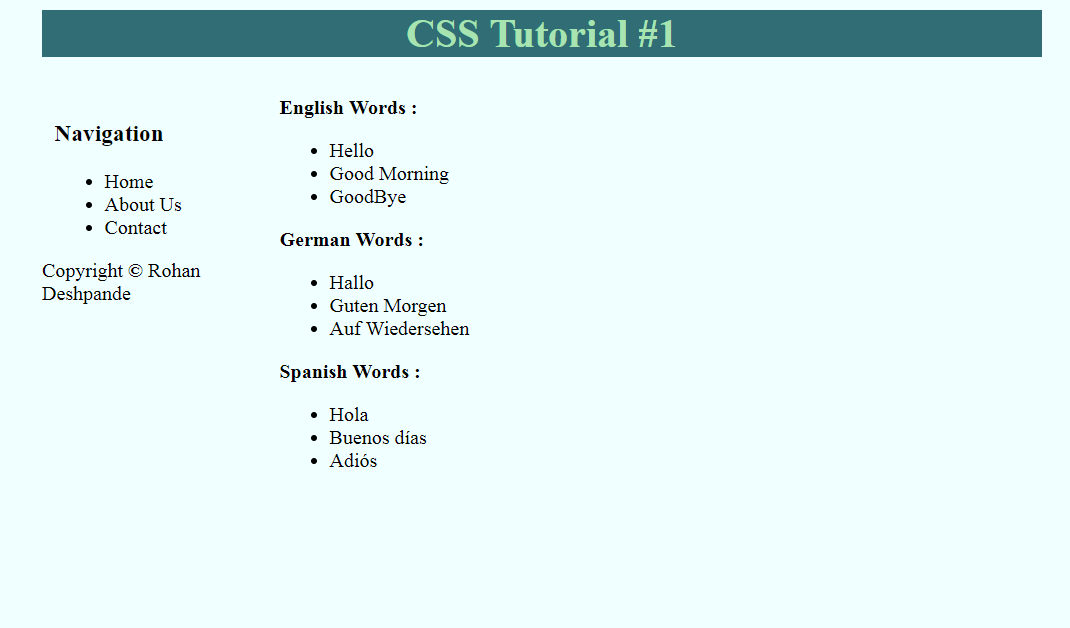 CSS Tutorial #1
Navigation
Home
About Us
Contact
Copyright © Rohan
Deshpande
English Words :
Hello
Good Morning
GoodBye
German Words :
Hallo
Guten Morgen
Auf Wiedersehen
Spanish Words :
Hola
Buenos días
Adiós